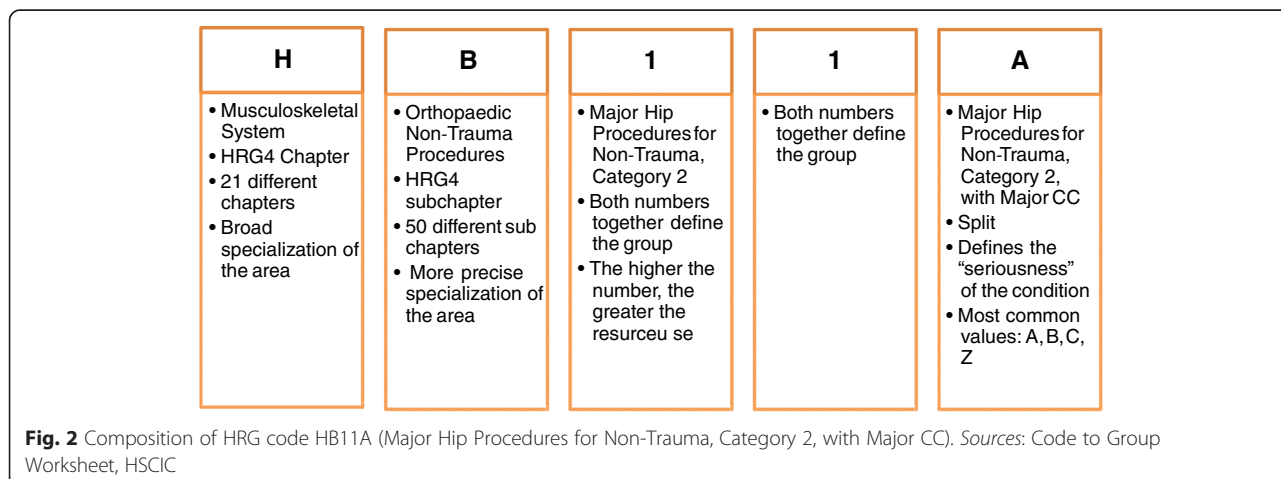 H
• Musculoskeletal
System
• HRG4 Chapter
• 21 different
chapters
• Broad
specialization of
the area
B
• Orthopaedic
Non-Trauma
Procedures
• HRG4
subchapter
• 50 different sub
chapters
• More precise
specialization of
the area
1
• Major Hip
Procedures for
Non-Trauma,
Category 2
• Both numbers
together define
the group
• The higher the
number, the
greater the
resurceu se
1
• Both numbers
together define
the group
A
• Major Hip
Procedures for
Non-Trauma,
Category 2,
with Major CC
• Split
• Defines the
“seriousness”
of the condition
• Most common
values: A, B, C,
Z
Fig. 2 Composition of HRG code HB11A (Major Hip Procedures for Non-Trauma, Category 2, with Major CC). Sources: Code to Group
Worksheet, HSCIC